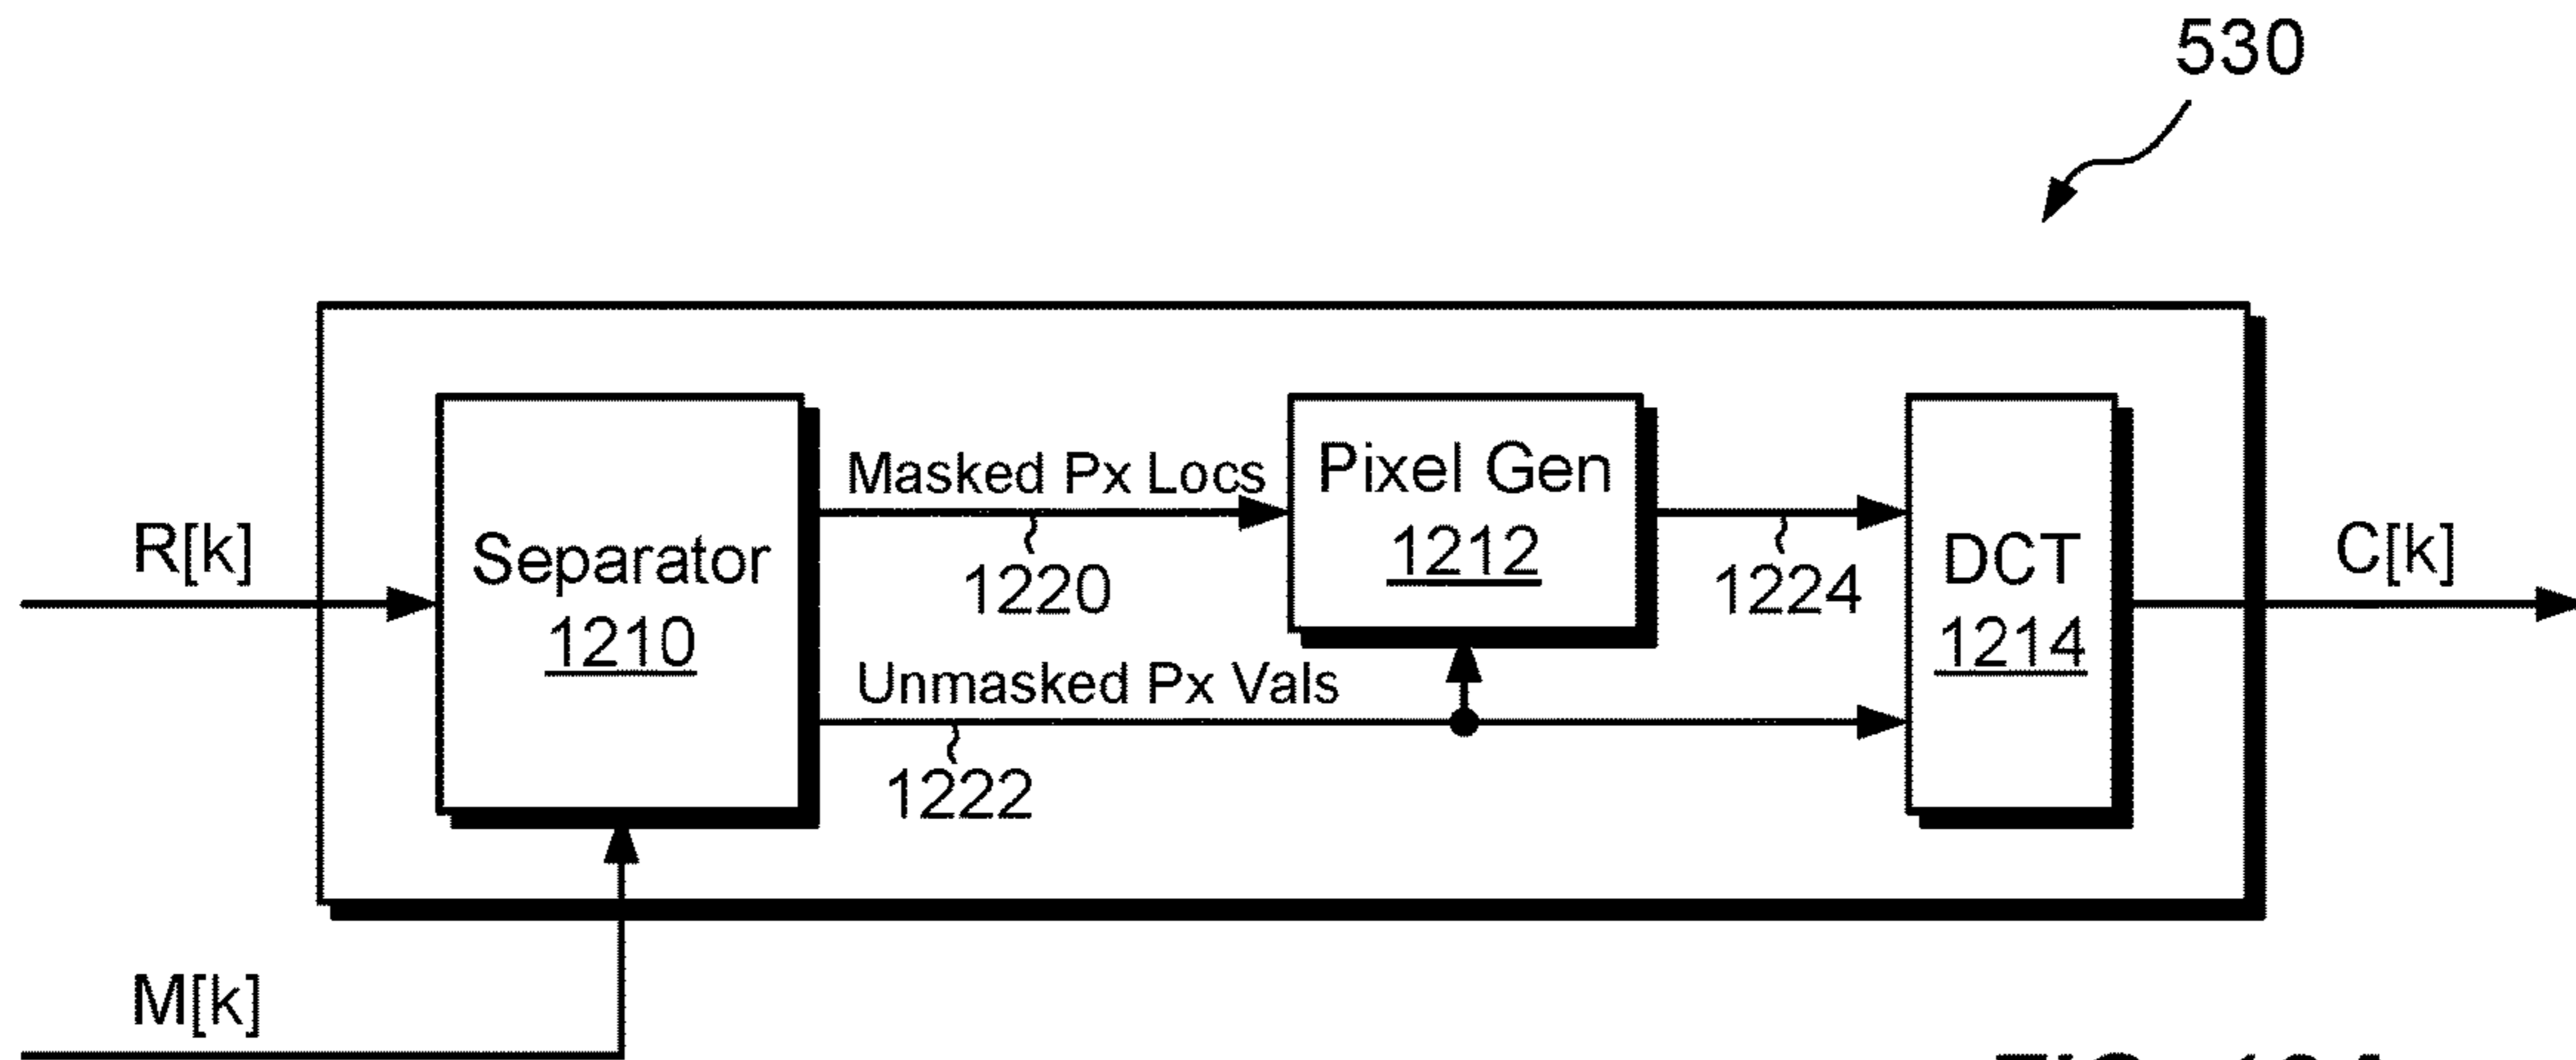 530
Masked Px Locs
Pixel Gen
1212
R[k]
Separator
1210
1220
1224
DCT
1214
C[k]
Unmasked Px Vals
1222
M[k]